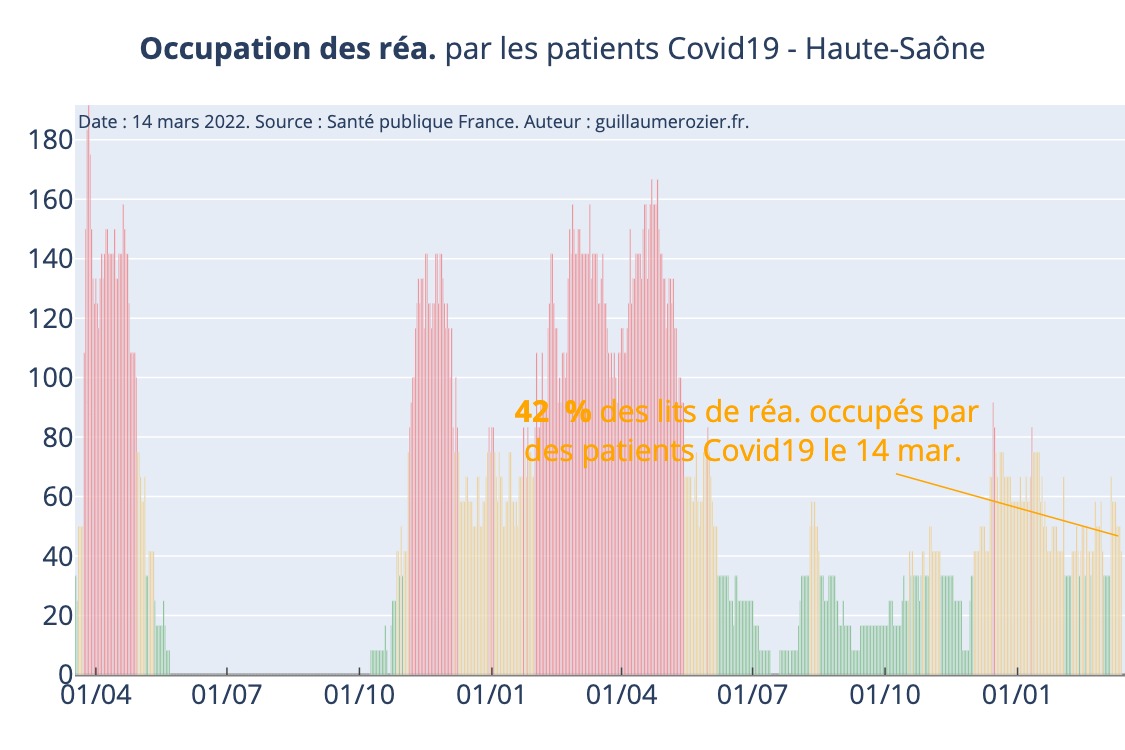 Occupation des réa. par les patients Covid19 - Haute-Saône
Date : 14 mars 2022. Source : Santé publique France. Auteur : guillaumerozier.fr.
180
160
140
120
100
80
60
40
20
0
42 % des lits de réa. occupés par
des patients Covid19 le 14 mar.
01/04 01/07 01/10 01/01 01/04 01/07 01/10 01/01